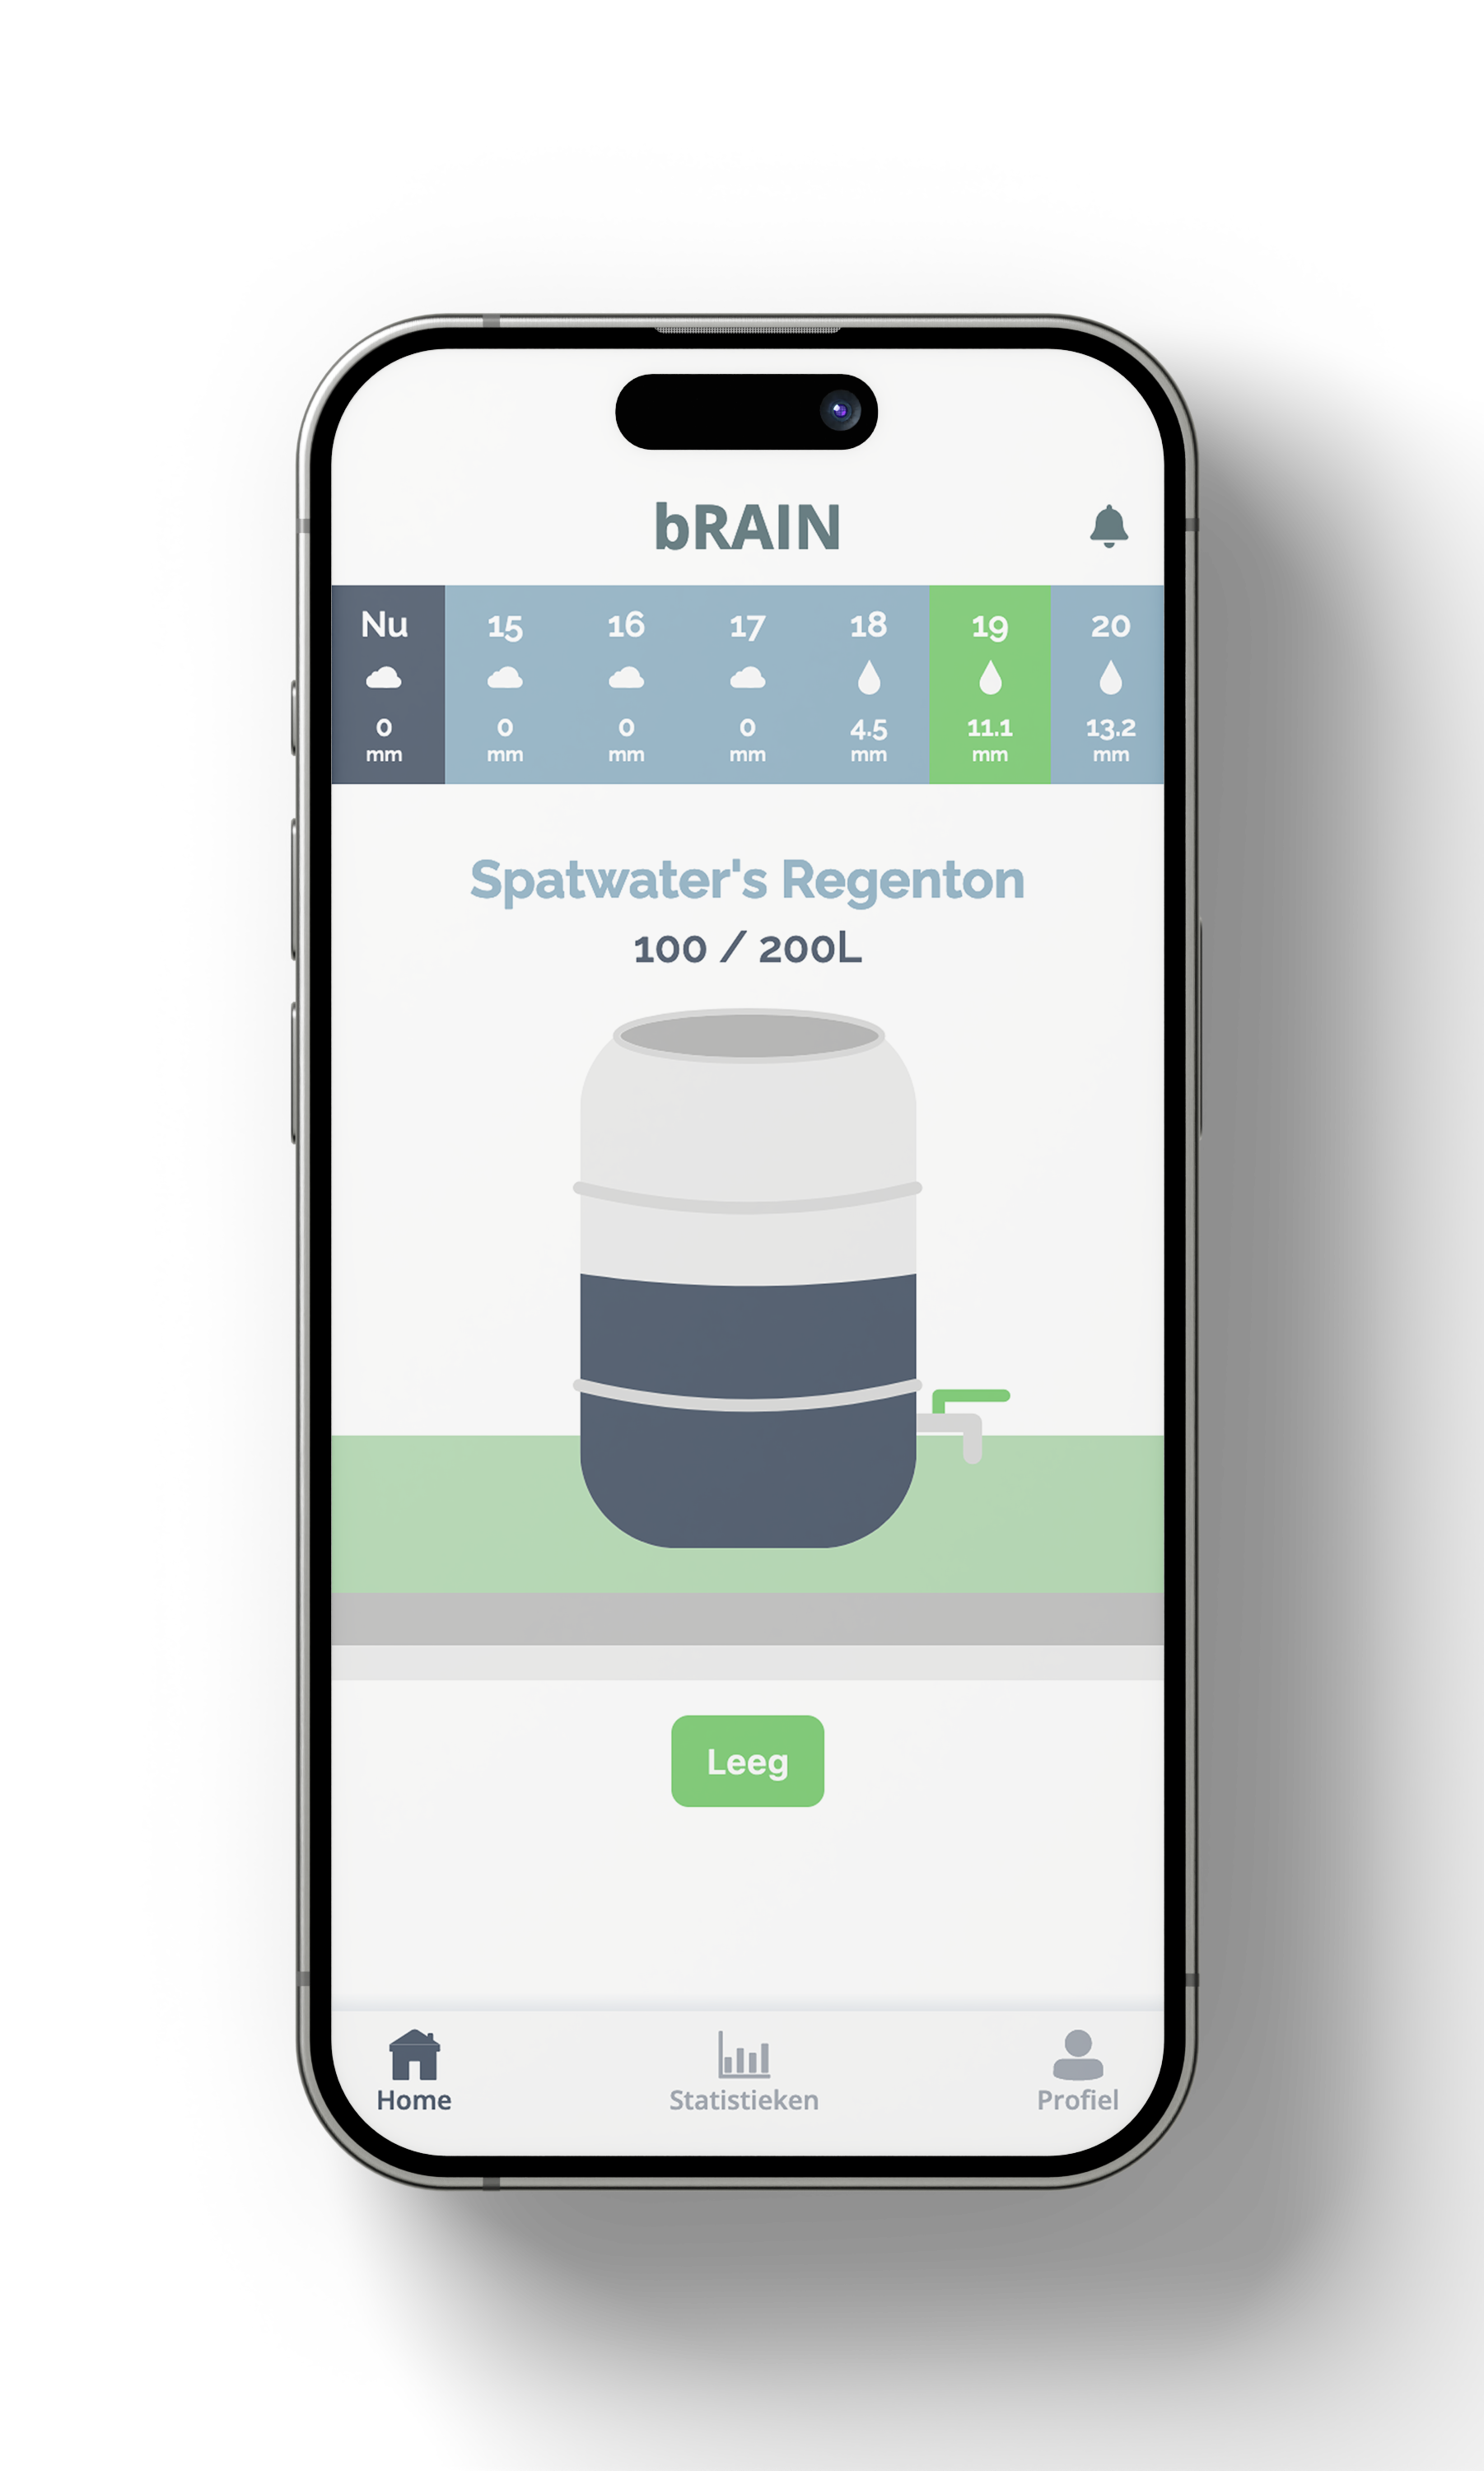 bRAIN
Nu 15 16 17 18 19 20
0 0 0 0 4.5 11.1 13.2
mm mm mm mm mm mm mm
Spatwater's Regenton
100 / 200L
Leeg
Home Statistieken Profiel